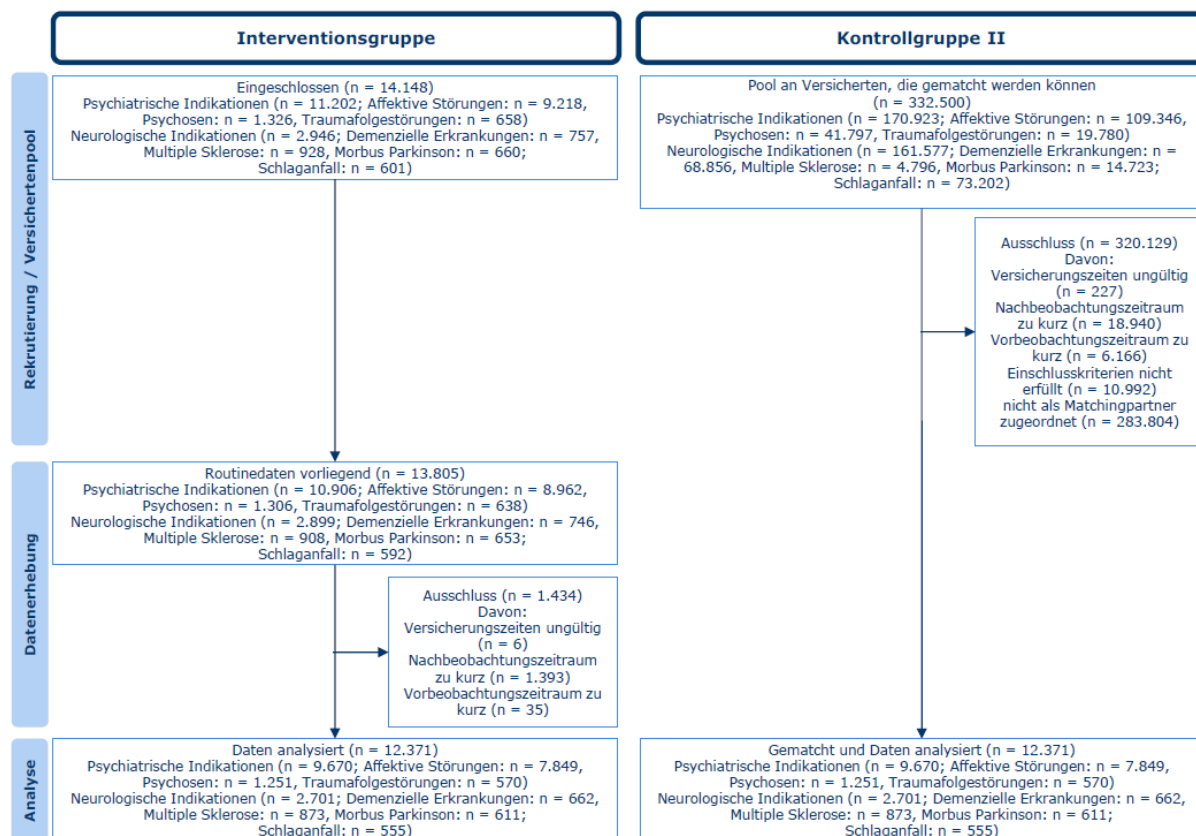 Interventionsgruppe
Kontrollgruppe II
Rekrutierung / Versichertenpool
Eingeschlossen (n = 14.148)
Psychiatrische Indikationen (n = 11.202; Affektive Störungen: n = 9.218,
Psychosen: n = 1.326, Traumafolgestörungen: n = 658)
Neurologische Indikationen (n = 2.946; Demenzielle Erkrankungen: n = 757,
Multiple Sklerose: n = 928, Morbus Parkinson: n = 660;
Schlaganfall: n = 601)
Pool an Versicherten, die gematcht werden können
(n = 332.500)
Psychiatrische Indikationen (n = 170.923; Affektive Störungen: n = 109.346,
Psychosen: n = 41.797, Traumafolgestörungen: n = 19.780)
Neurologische Indikationen (n = 161.577; Demenzielle Erkrankungen: n =
68.856, Multiple Sklerose: n = 4.796, Morbus Parkinson: n = 14.723;
Schlaganfall: n = 73.202)
Ausschluss (n = 320.129)
Davon:
Versicherungszeiten ungültig
(n = 227)
Nachbeobachtungszeitraum
zu kurz (n = 18.940)
Vorbeobachtungszeitraum zu
kurz (n = 6.166)
Einschlusskriterien nicht
erfüllt (n = 10.992)
nicht als Matchingpartner
zugeordnet (n = 283.804)
Datenerhebung
Routinedaten vorliegend (n = 13.805)
Psychiatrische Indikationen (n = 10.906; Affektive Störungen: n = 8.962,
Psychosen: n = 1.306, Traumafolgestörungen: n = 638)
Neurologische Indikationen (n = 2.899; Demenzielle Erkrankungen: n = 746,
Multiple Sklerose: n = 908, Morbus Parkinson: n = 653;
Schlaganfall: n = 592)
Ausschluss (n = 1.434)
Davon:
Versicherungszeiten ungültig
(n = 6)
Nachbeobachtungszeitraum
zu kurz (n = 1.393)
Vorbeobachtungszeitraum zu
kurz (n = 35)
Analyse
Daten analysiert (n = 12.371)
Psychiatrische Indikationen (n = 9.670; Affektive Störungen: n = 7.849,
Psychosen: n = 1.251, Traumafolgestörungen: n = 570)
Neurologische Indikationen (n = 2.701; Demenzielle Erkrankungen: n = 662,
Multiple Sklerose: n = 873, Morbus Parkinson: n = 611;
Schlaganfall: n = 555)
Gematcht und Daten analysiert (n = 12.371)
Psychiatrische Indikationen (n = 9.670; Affektive Störungen: n = 7.849,
Psychosen: n = 1.251, Traumafolgestörungen: n = 570)
Neurologische Indikationen (n = 2.701; Demenzielle Erkrankungen: n = 662,
Multiple Sklerose: n = 873, Morbus Parkinson: n = 611;
Schlaganfall: n = 555)